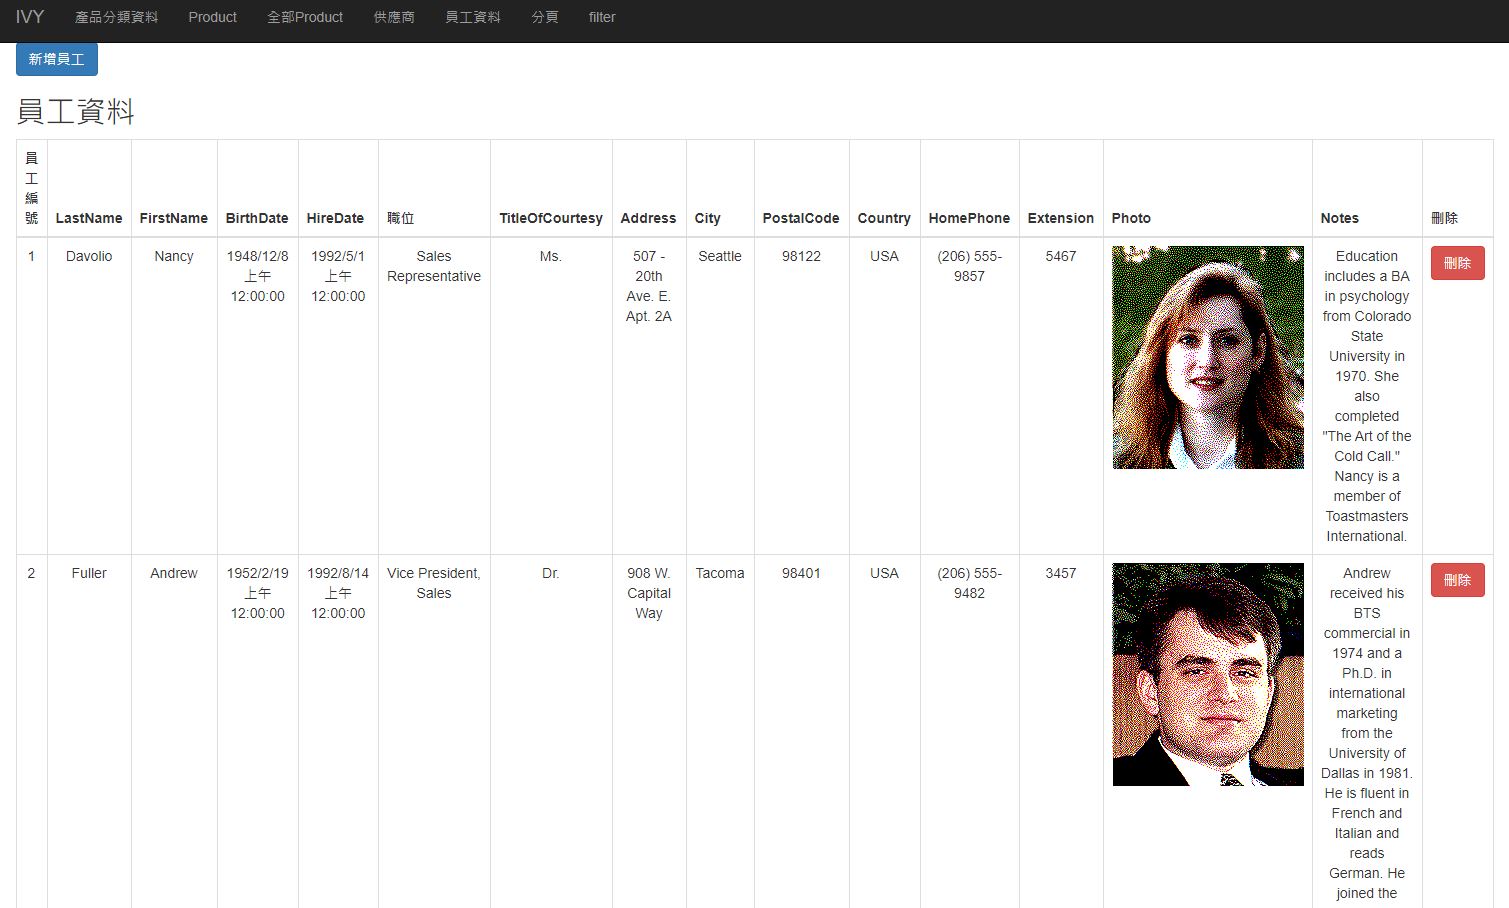 IVY 產品分類資料 Product 全部Product 供應商 員工資料 分頁 filter
新增員工
員工資料
員
工
編
號 LastName FirstName BirthDate HireDate 職位 TitleOfCourtesy Address City PostalCode Country HomePhone Extension Photo Notes 刪除
1 Davolio Nancy 1948/12/8 1992/5/1 Sales Ms. 507 - Seattle 98122 USA (206) 555- 5467 Education 刪除
上午 上午 Representative 20th 9857 includes a BA
12:00:00 12:00:00 Ave. E. in psychology
Apt. 2A from Colorado
State
University in
1970. She
also
completed
"The Art of the
Cold Call."
Nancy is a
member of
Toastmasters
International.
2 Fuller Andrew 1952/2/19 1992/8/14 Vice President, Dr. 908 W. Tacoma 98401 USA (206) 555- 3457 Andrew 刪除
上午 上午 Sales Capital 9482 received his
12:00:00 12:00:00 Way BTS
commercial in
1974 and a
Ph.D. in
international
marketing
from the
University of
Dallas in 1981.
He is fluent in
French and
Italian and
reads
German. He
joined the